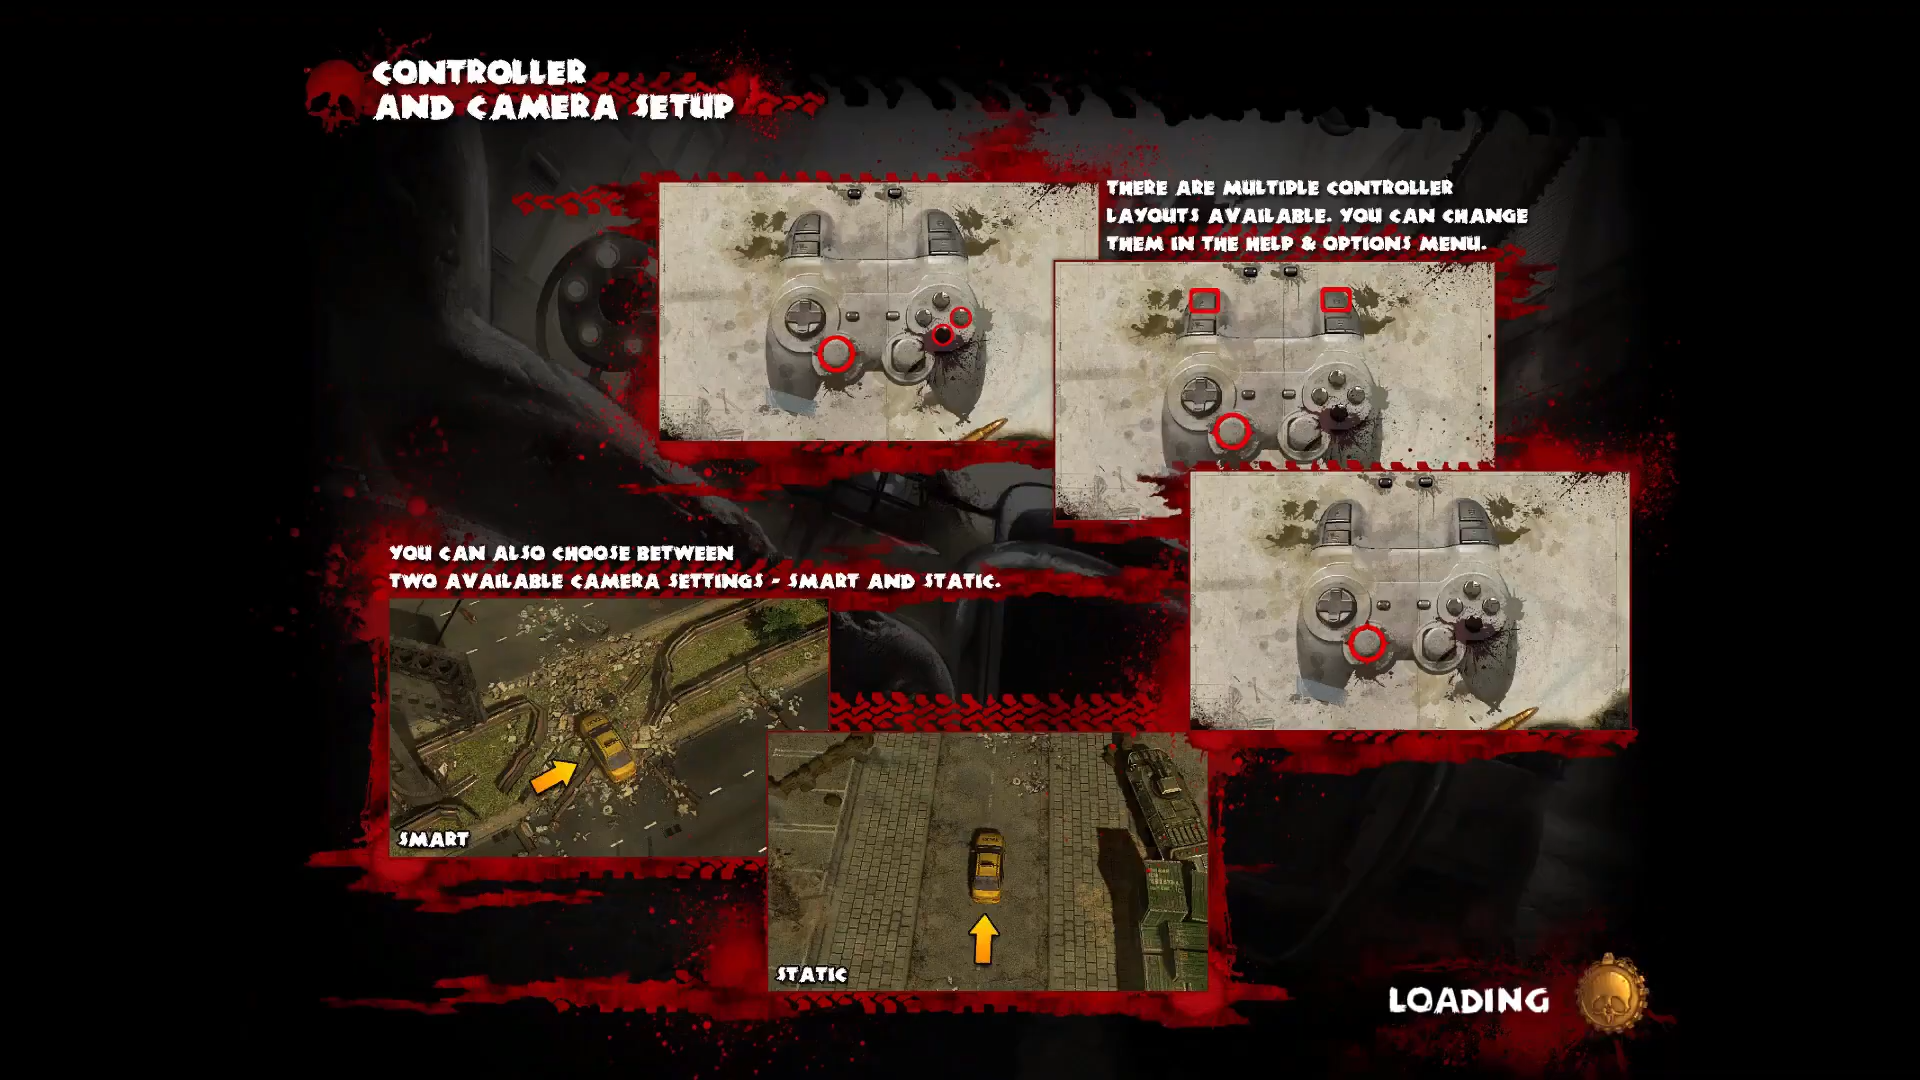 CONTROLLER
AND CAMERA SETUP
THERE ARE MULTIPLE CONTROLLER
LAYOUTS AVAILABLE. YOU CAN CHANGE
THEM IN THE HELP & OPTIONS MENU.
YOU CAN ALSO CHOOSE BETWEEN
TWO AVAILABLE CAMERA SETTINGS - SMART AND STATIC.
SMART
STATIC
LOADING